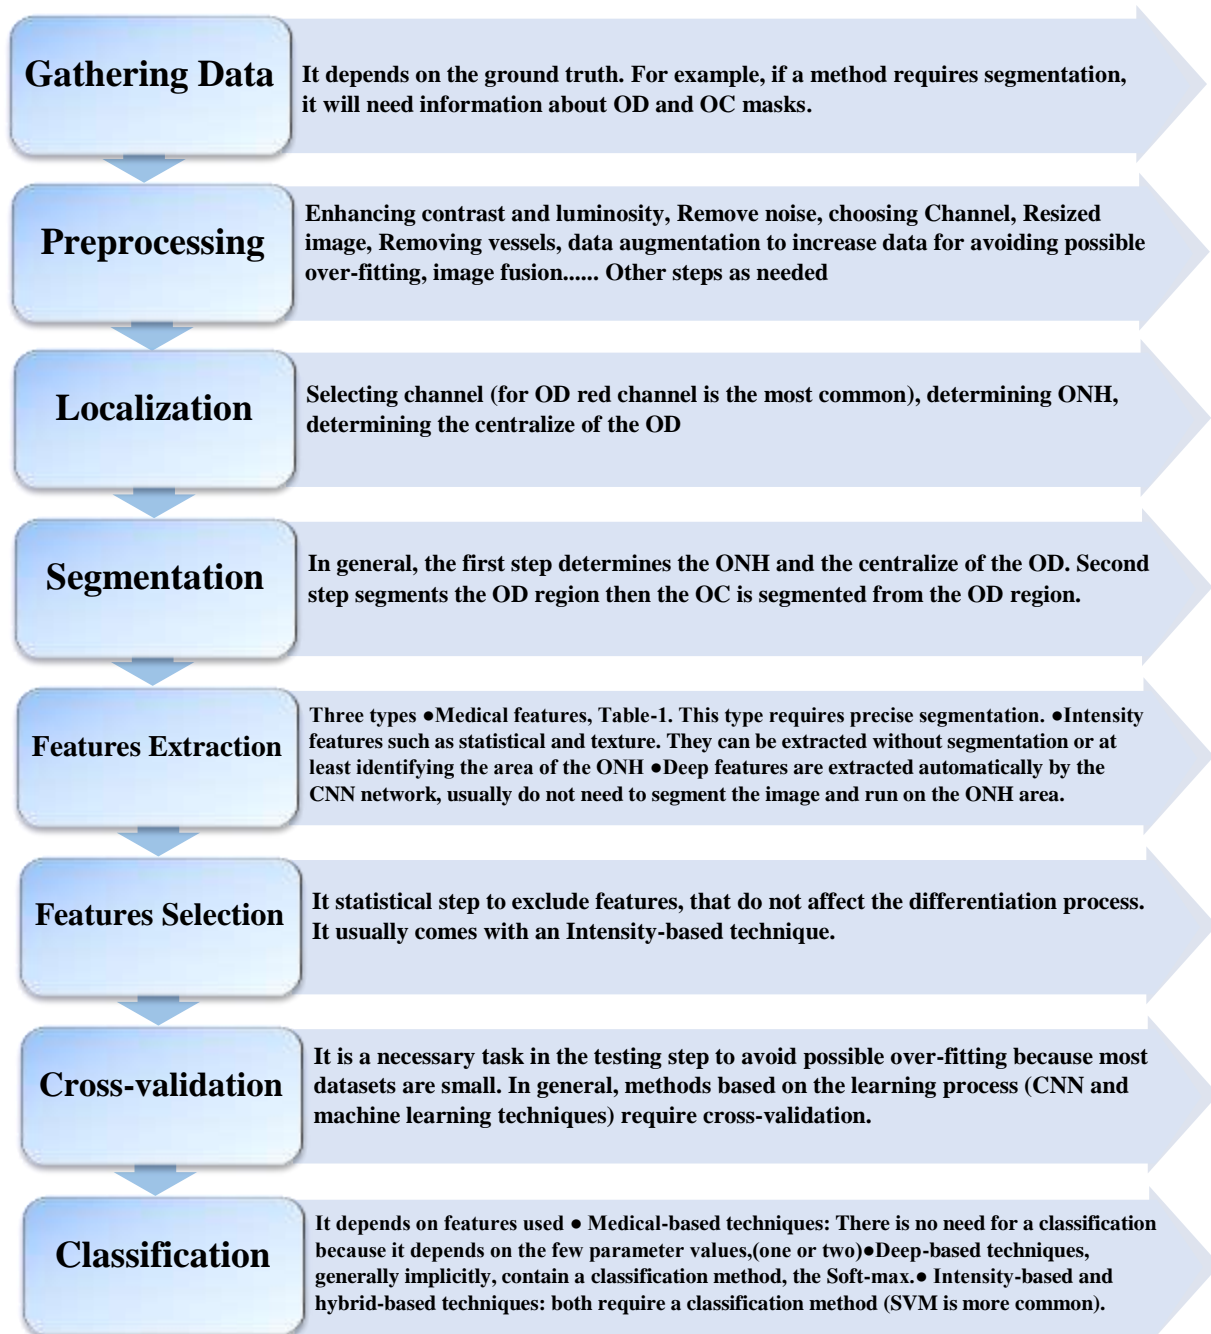 Gathering Data
It depends on the ground truth. For example, if a method requires segmentation,
it will need information about OD and OC masks.
Preprocessing
Enhancing contrast and luminosity, Remove noise, choosing Channel, Resized
image, Removing vessels, data augmentation to increase data for avoiding possible
over-fitting, image fusion...... Other steps as needed
Localization
Selecting channel (for OD red channel is the most common), determining ONH,
determining the centralize of the OD
Segmentation
In general, the first step determines the ONH and the centralize of the OD. Second
step segments the OD region then the OC is segmented from the OD region.
Features Extraction
Three types ●Medical features, Table-1. This type requires precise segmentation. ●Intensity
features such as statistical and texture. They can be extracted without segmentation or at
least identifying the area of the ONH ●Deep features are extracted automatically by the
CNN network, usually do not need to segment the image and run on the ONH area.
Features Selection
It statistical step to exclude features, that do not affect the differentiation process.
It usually comes with an Intensity-based technique.
Cross-validation
It is a necessary task in the testing step to avoid possible over-fitting because most
datasets are small. In general, methods based on the learning process (CNN and
machine learning techniques) require cross-validation.
Classification
It depends on features used ● Medical-based techniques: There is no need for a classification
because it depends on the few parameter values,(one or two)●Deep-based techniques,
generally implicitly, contain a classification method, the Soft-max.● Intensity-based and
hybrid-based techniques: both require a classification method (SVM is more common).